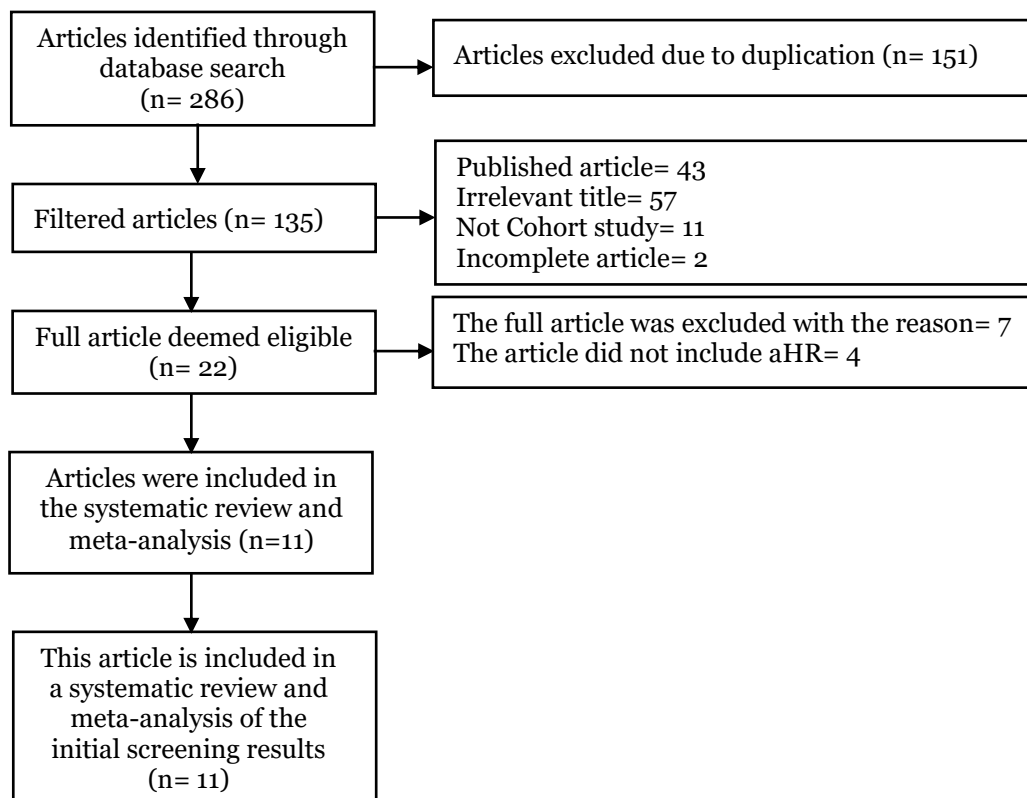 Articles identified through
database search
(n= 286)
Articles excluded due to duplication (n= 151)
Filtered articles (n= 135)
Published article= 43
Irrelevant title= 57
Not Cohort study= 11
Incomplete article= 2
Full article deemed eligible
(n= 22)
The full article was excluded with the reason= 7
The article did not include aHR= 4
Articles were included in
the systematic review and
meta-analysis (n=11)
This article is included in
a systematic review and
meta-analysis of the
initial screening results
(n= 11)